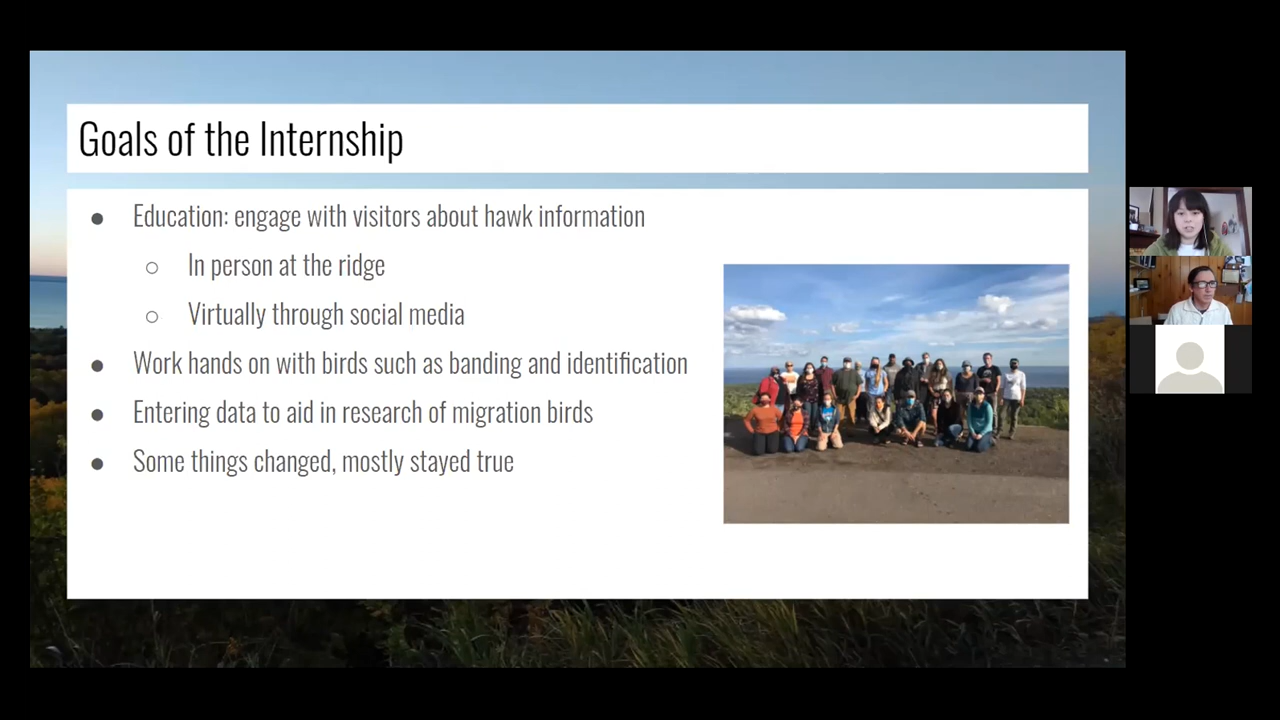 Goals of the Internship
● Education: engage with visitors about hawk information
○ In person at the ridge
○ Virtually through social media
● Work hands on with birds such as banding and identification
● Entering data to aid in research of migration birds
● Some things changed, mostly stayed true